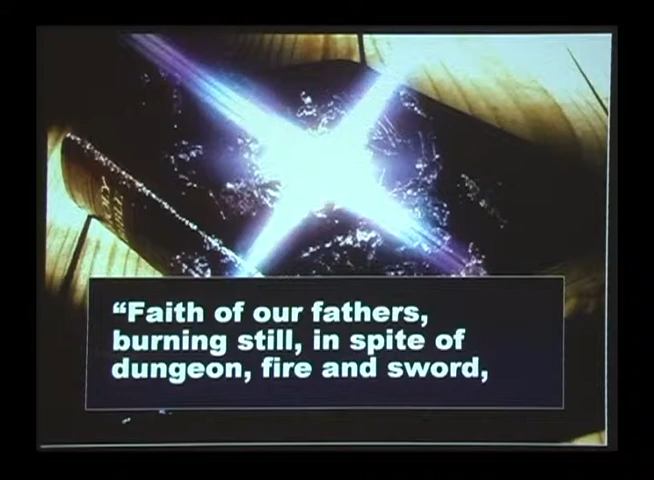 “Faith of our fathers,
burning still, in spite of
dungeon, fire and sword,